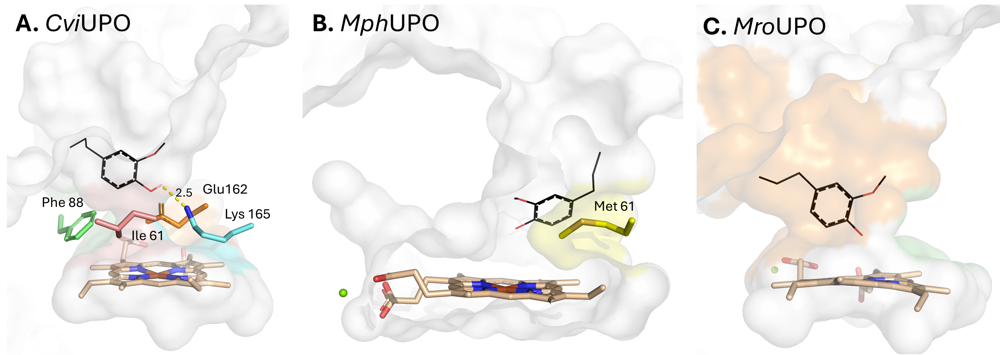 A. CviUPO
B. MphUPO
C. MroUPO
2.5
Glu162
Phe 88
Lys 165
Ile 61
Met 61